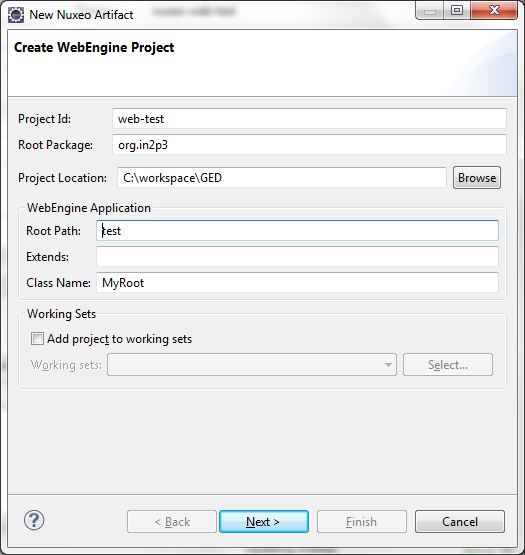 New Nuxeo Artifact
Create WebEngine Project
Project Id: web-test
Root Package: org.in2p3
Project Location: C:\workspace\GED Browse
WebEngine Application
Root Path: test
Extends:
Class Name: MyRoot
Working Sets
Add project to working sets
Working sets: Select...
? < Back Next > Finish Cancel